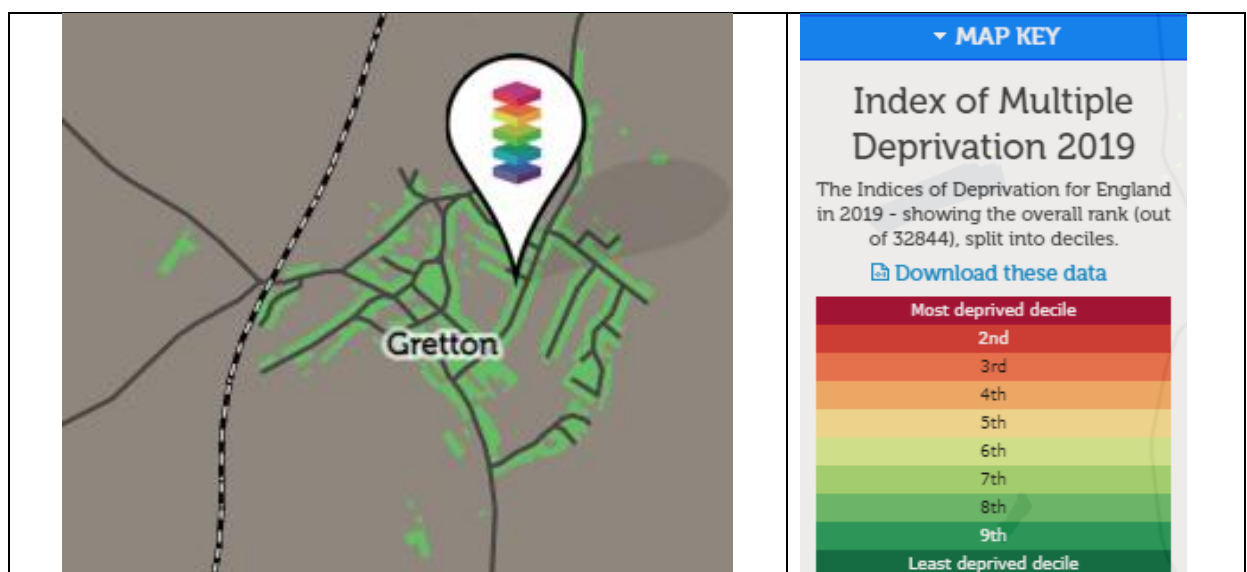 Gretton
MAP KEY
Index of Multiple
Deprivation 2019
The Indices of Deprivation for England
in 2019 - showing the overall rank (out
of 32844), split into deciles.
Download these data
Most deprived decile
2nd
3rd
4th
5th
6th
7th
8th
9th
Least deprived decile